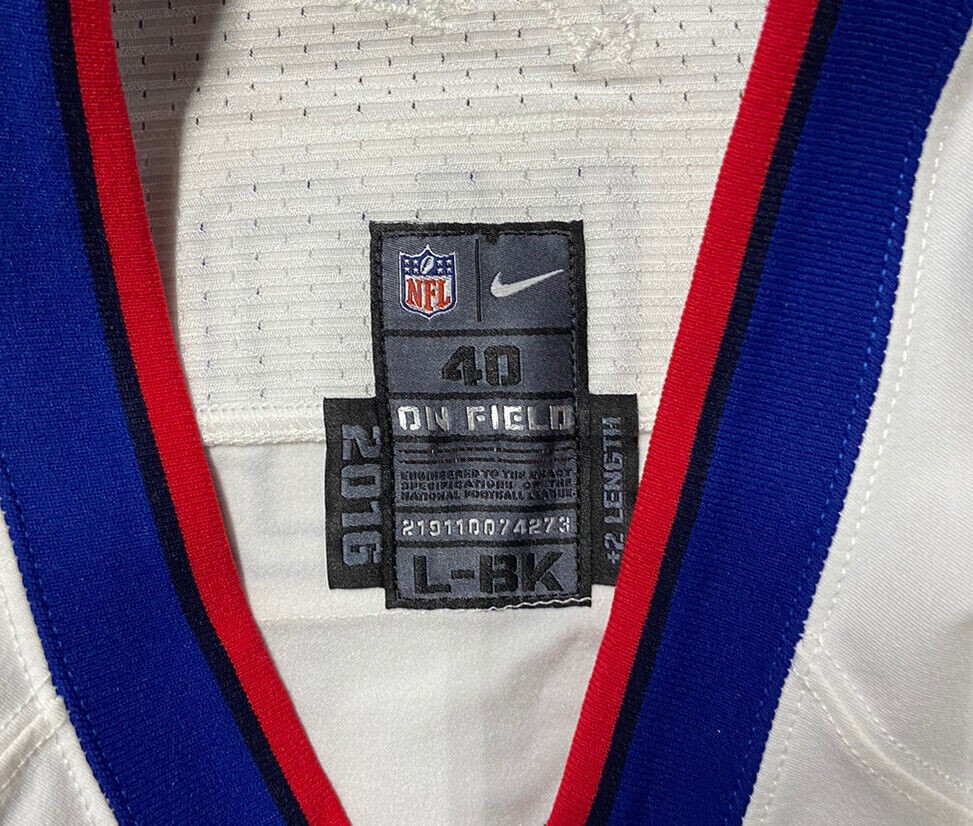 NFL
40
ON FIELD
ENGINEERED TO THE EXACT
SPECIFICATIONS OF THE
NATIONAL FOOTBALL LEAGUE
219110074273
L-BK
2016
+2 LENGTH